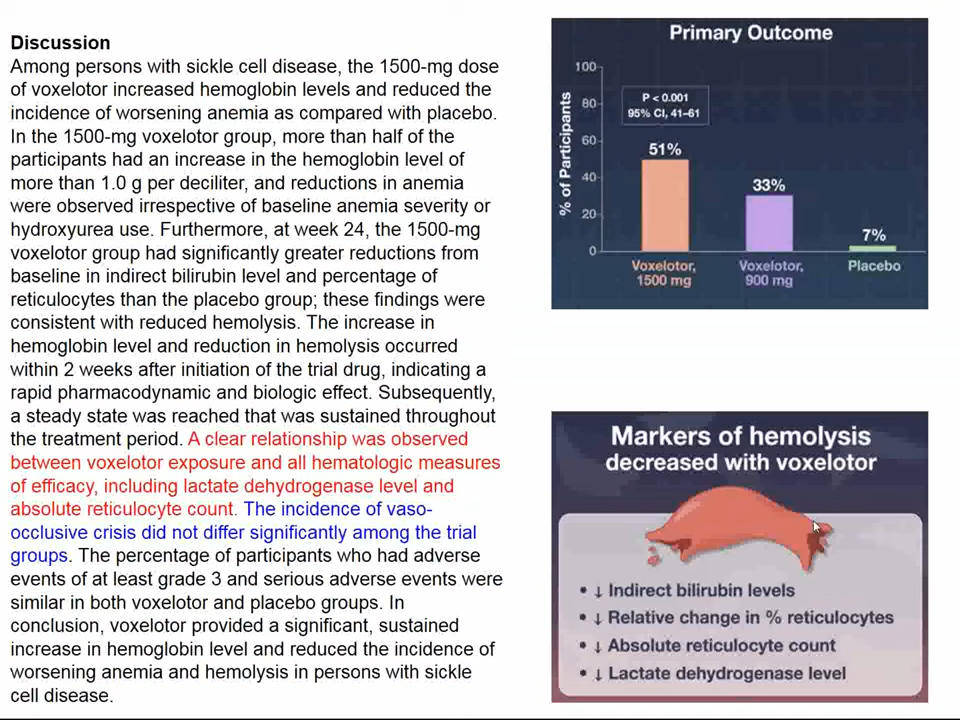 Discussion
Among persons with sickle cell disease, the 1500-mg dose
of voxelotor increased hemoglobin levels and reduced the
incidence of worsening anemia as compared with placebo.
In the 1500-mg voxelotor group, more than half of the
participants had an increase in the hemoglobin level of
more than 1.0 g per deciliter, and reductions in anemia
were observed irrespective of baseline anemia severity or
hydroxyurea use. Furthermore, at week 24, the 1500-mg
voxelotor group had significantly greater reductions from
baseline in indirect bilirubin level and percentage of
reticulocytes than the placebo group; these findings were
consistent with reduced hemolysis. The increase in
hemoglobin level and reduction in hemolysis occurred
within 2 weeks after initiation of the trial drug, indicating a
rapid pharmacodynamic and biologic effect. Subsequently,
a steady state was reached that was sustained throughout
the treatment period. A clear relationship was observed
between voxelotor exposure and all hematologic measures
of efficacy, including lactate dehydrogenase level and
absolute reticulocyte count. The incidence of vaso-
occlusive crisis did not differ significantly among the trial
groups. The percentage of participants who had adverse
events of at least grade 3 and serious adverse events were
similar in both voxelotor and placebo groups. In
conclusion, voxelotor provided a significant, sustained
increase in hemoglobin level and reduced the incidence of
worsening anemia and hemolysis in persons with sickle
cell disease.
Primary Outcome
% of Participants
100
80
60
40
20
0
P < 0.001
95% CI, 41–61
51%
33%
7%
Voxelotor,
1500 mg
Voxelotor,
900 mg
Placebo
Markers of hemolysis
decreased with voxelotor
• ↓ Indirect bilirubin levels
• ↓ Relative change in % reticulocytes
• ↓ Absolute reticulocyte count
• ↓ Lactate dehydrogenase level